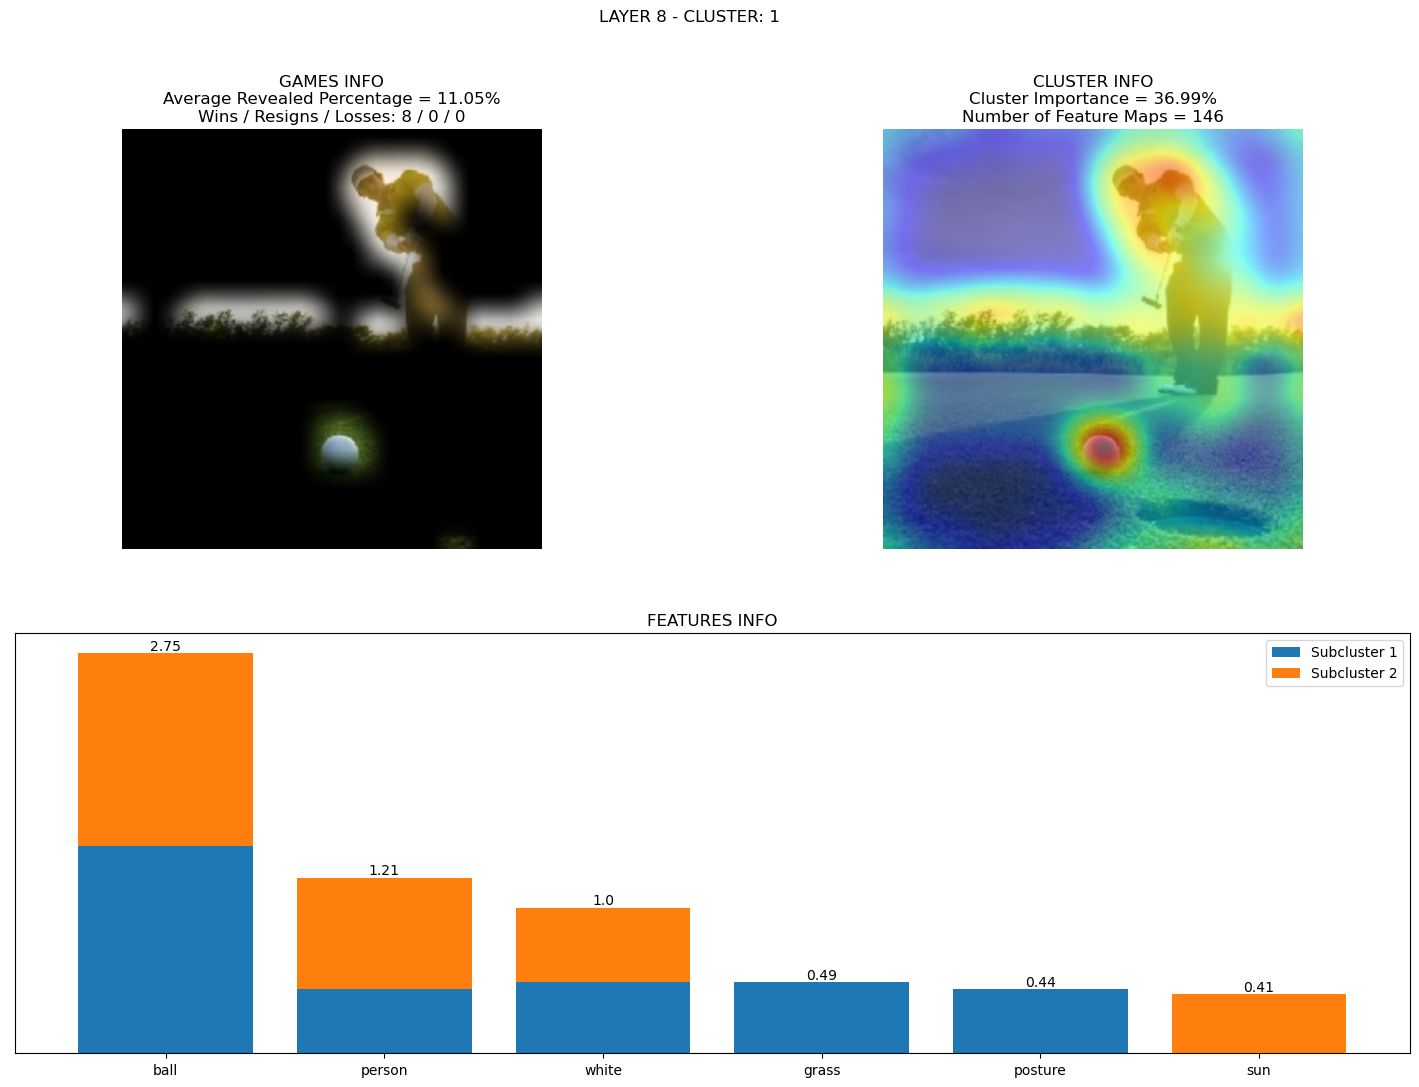 LAYER 8 - CLUSTER: 1
GAMES INFO
Average Revealed Percentage = 11.05%
Wins / Resigns / Losses: 8 / 0 / 0
CLUSTER INFO
Cluster Importance = 36.99%
Number of Feature Maps = 146
FEATURES INFO
Subcluster 1
Subcluster 2
2.75
1.21
1.0
0.49
0.44
0.41
ball
person
white
grass
posture
sun